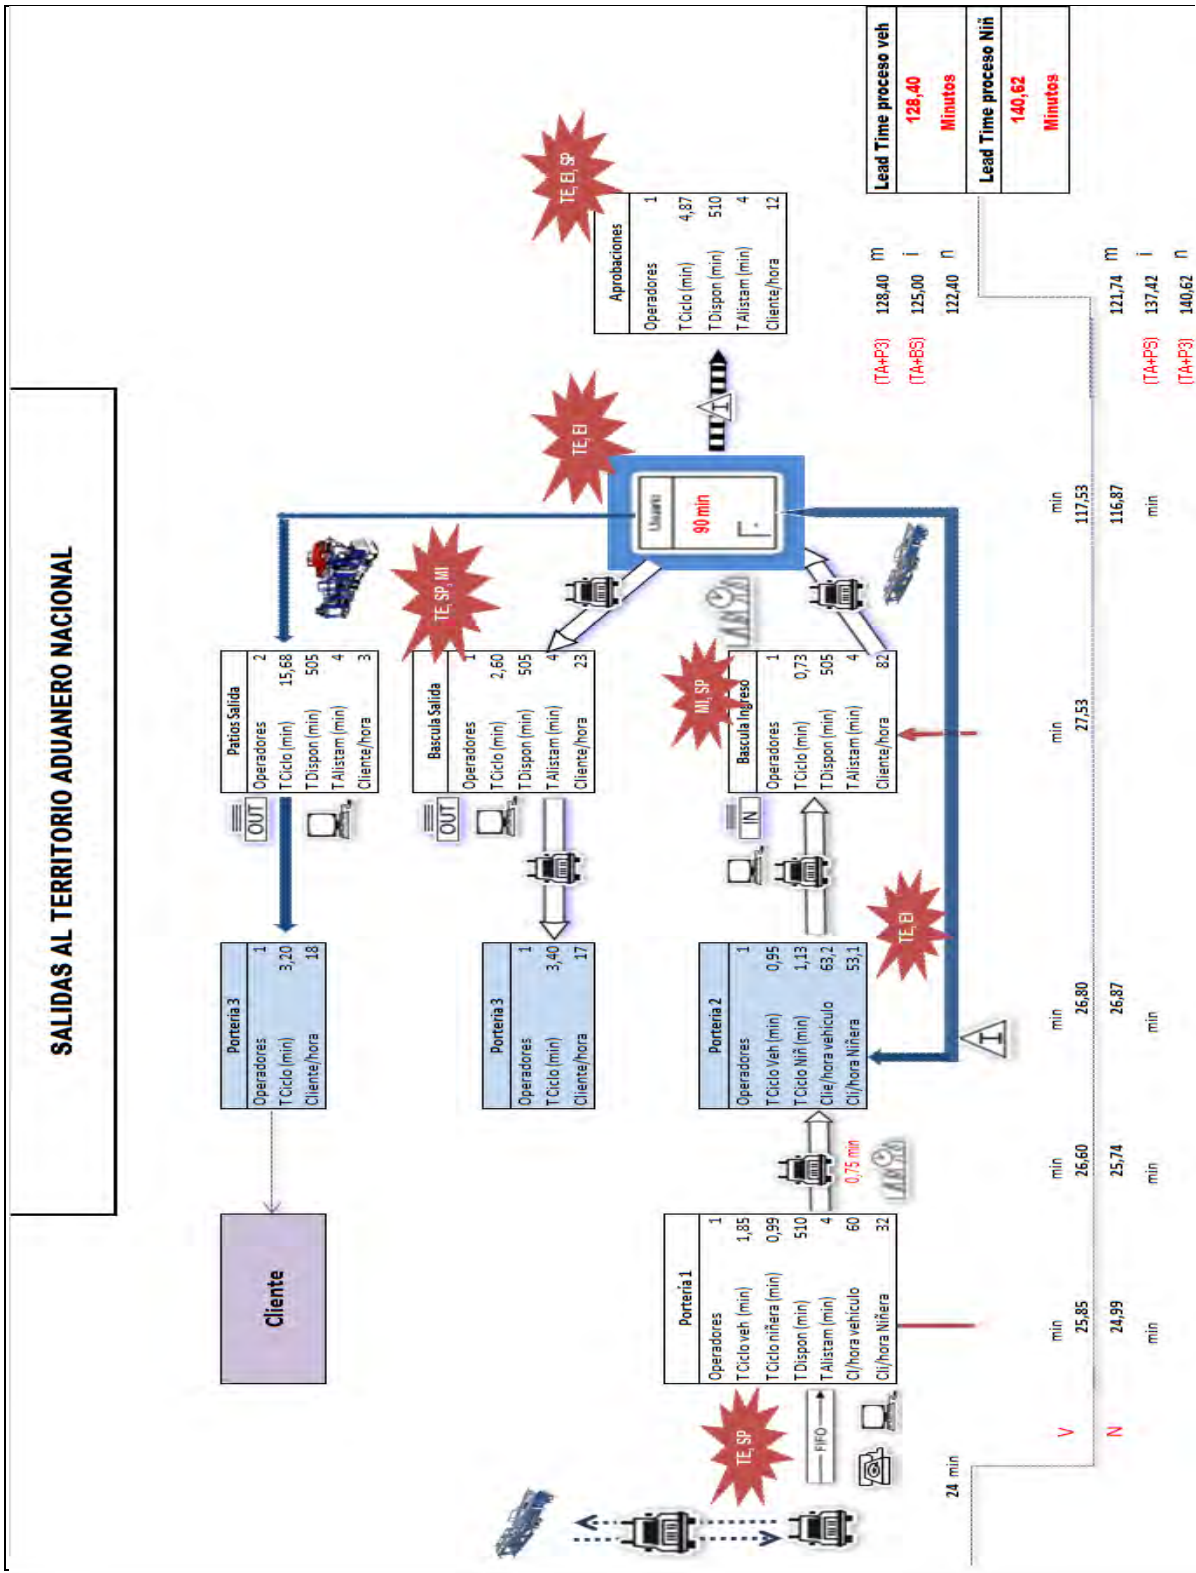 SALIDAS AL TERRITORIO ADUANERO NACIONAL
Cliente
Portería 3
Operadores 1
T Ciclo (min) 3,20
Cliente/hora 18
OUT
Patios Salida
Operadores 2
T Ciclo (min) 15,68
T Dispon (min) 505
T Alistam (min) 4
Cliente/hora 3
Portería 3
Operadores 1
T Ciclo (min) 3,40
Cliente/hora 17
OUT
Bascula Salida
Operadores 1
T Ciclo (min) 2,60
T Dispon (min) 505
T Alistam (min) 4
Cliente/hora 23
TE, SP, MI
TE, EI
TE, EI, SP
Aprobaciones
Operadores 1
T Ciclo (min) 4,87
T Dispon (min) 510
T Alistam (min) 4
Cliente/hora 12
I
Usuario
90 min
TE, SP
FIFO
Portería 1
Operadores 1
T Ciclo veh (min) 1,85
T Ciclo niñera (min) 0,99
T Dispon (min) 510
T Alistam (min) 4
Cl/hora vehículo 60
Cli/hora Niñera 32
0,75 min
Portería 2
Operadores 1
T Ciclo Veh (min) 0,95
T Ciclo Niñ (min) 1,13
Clie/hora vehículo 63,2
Cli/hora Niñera 53,1
TE, EI
I
IN
MI, SP
Bascula Ingreso
Operadores 1
T Ciclo (min) 0,73
T Dispon (min) 505
T Alistam (min) 4
Cliente/hora 82
24 min
V
min min min min min
25,85 26,60 26,80 27,53 117,53
N
24,99 25,74 26,87 116,87
min min min min
(TA+P3) 128,40 m
(TA+BS) 125,00 i
122,40 n
121,74 m
(TA+PS) 137,42 i
(TA+P3) 140,62 n
Lead Time proceso veh
128,40
Minutos
Lead Time proceso Niñ
140,62
Minutos